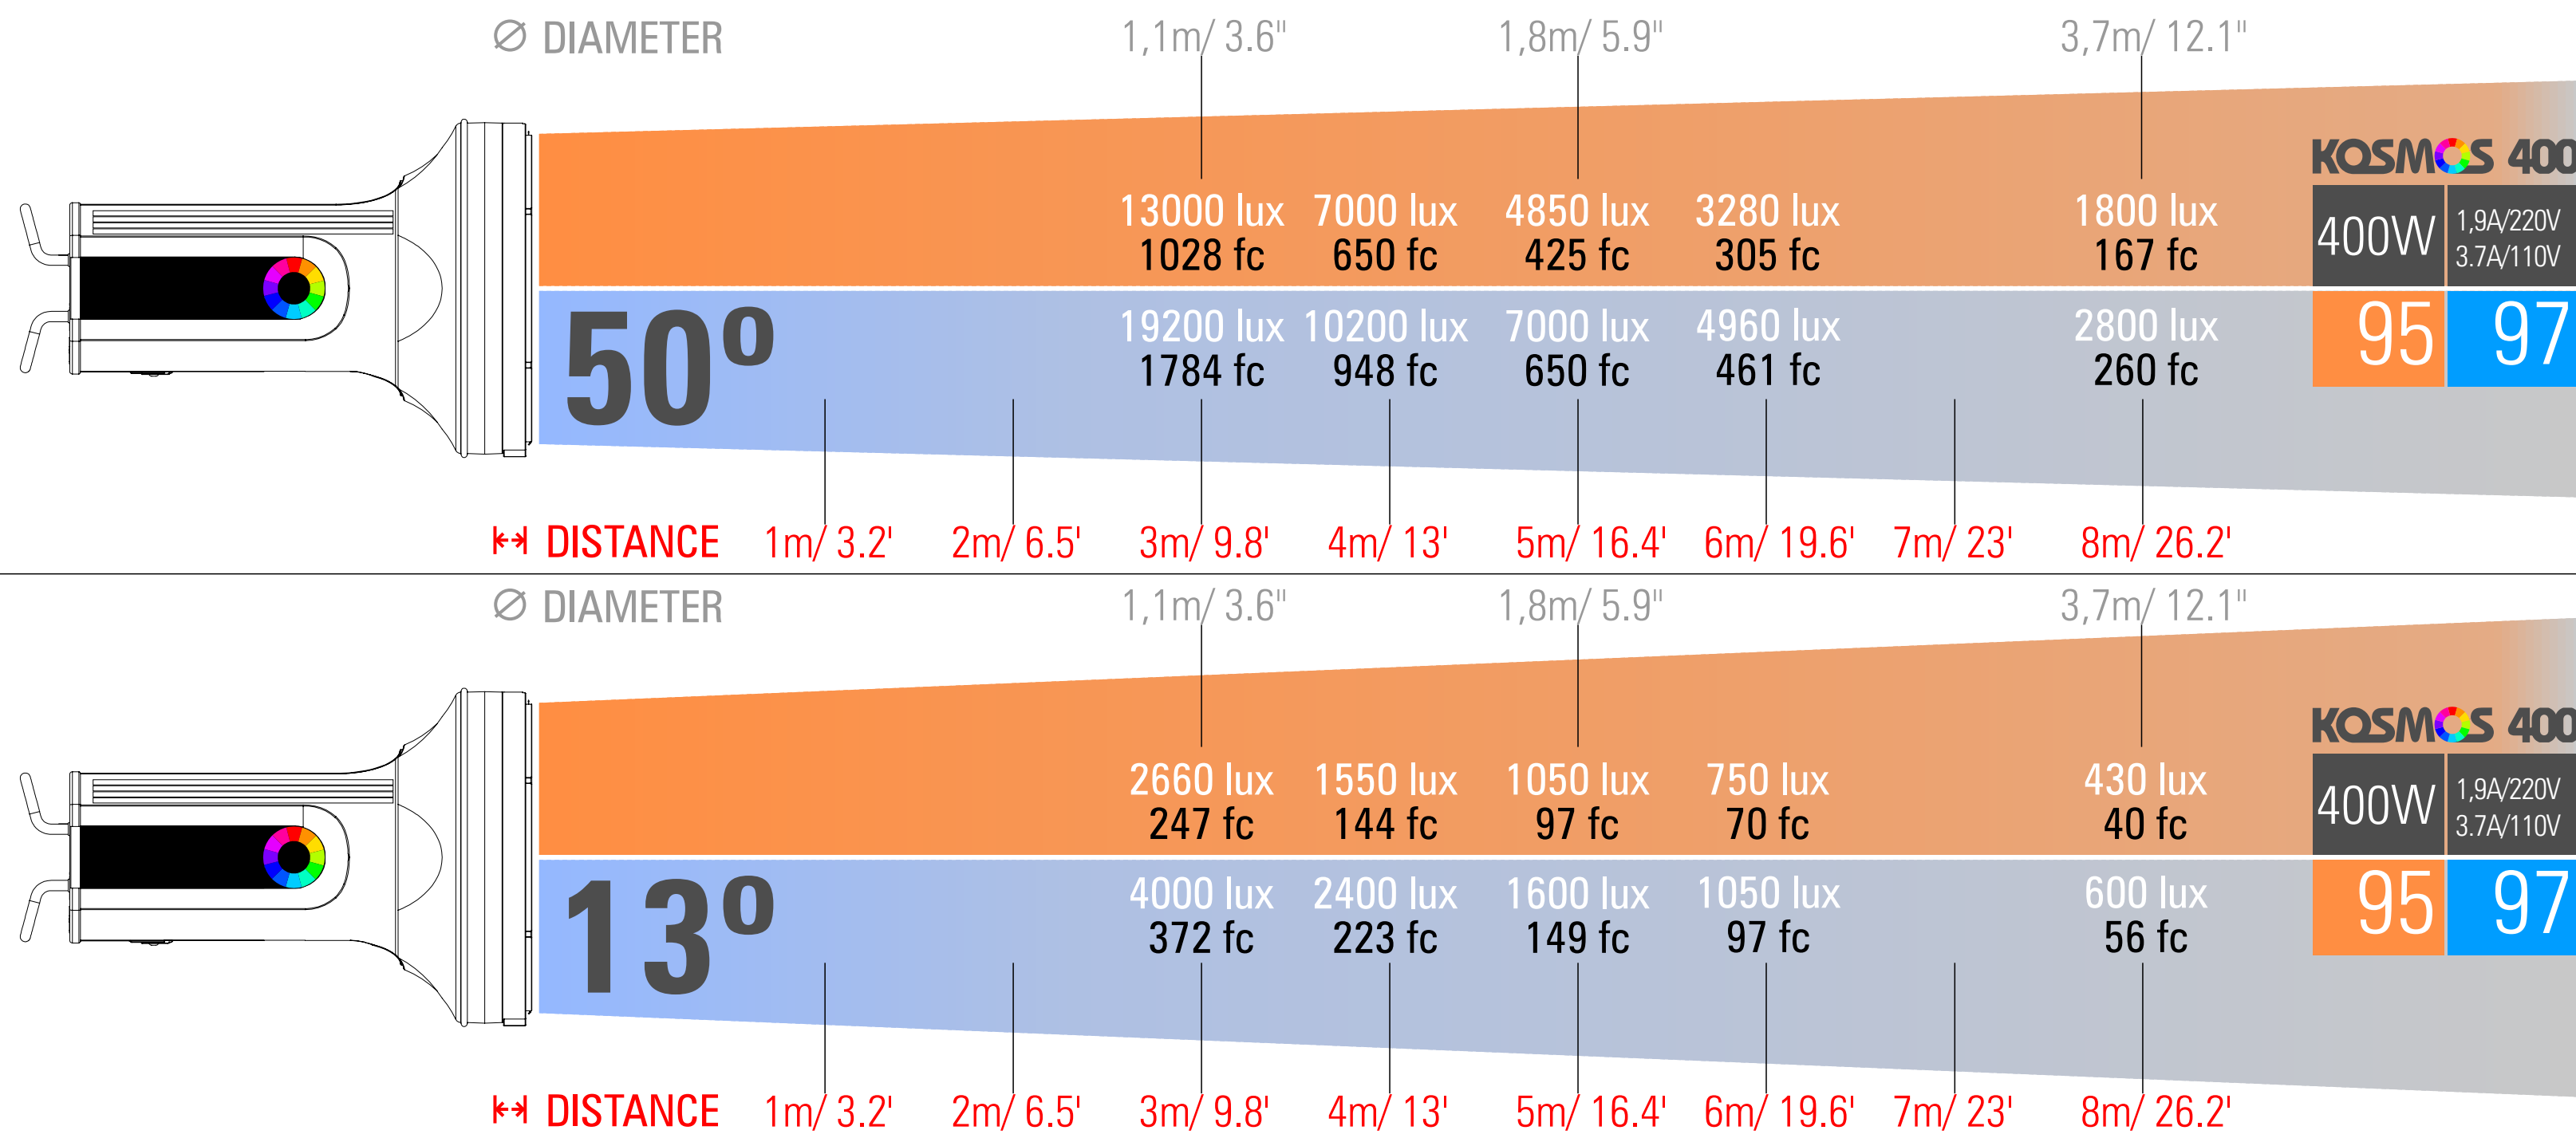 Ø DIAMETER 1,1m/ 3.6" 1,8m/ 5.9" 3,7m/ 12.1"
KOSMOS 400
13000 lux 7000 lux 4850 lux 3280 lux 1800 lux
1028 fc 650 fc 425 fc 305 fc 167 fc
400W 1,9A/220V
3.7A/110V
50º
19200 lux 10200 lux 7000 lux 4960 lux 2800 lux
1784 fc 948 fc 650 fc 461 fc 260 fc
95 97
DISTANCE 1m/ 3.2' 2m/ 6.5' 3m/ 9.8' 4m/ 13' 5m/ 16.4' 6m/ 19.6' 7m/ 23' 8m/ 26.2'
Ø DIAMETER 1,1m/ 3.6" 1,8m/ 5.9" 3,7m/ 12.1"
KOSMOS 400
2660 lux 1550 lux 1050 lux 750 lux 430 lux
247 fc 144 fc 97 fc 70 fc 40 fc
400W 1,9A/220V
3.7A/110V
13º
4000 lux 2400 lux 1600 lux 1050 lux 600 lux
372 fc 223 fc 149 fc 97 fc 56 fc
95 97
DISTANCE 1m/ 3.2' 2m/ 6.5' 3m/ 9.8' 4m/ 13' 5m/ 16.4' 6m/ 19.6' 7m/ 23' 8m/ 26.2'